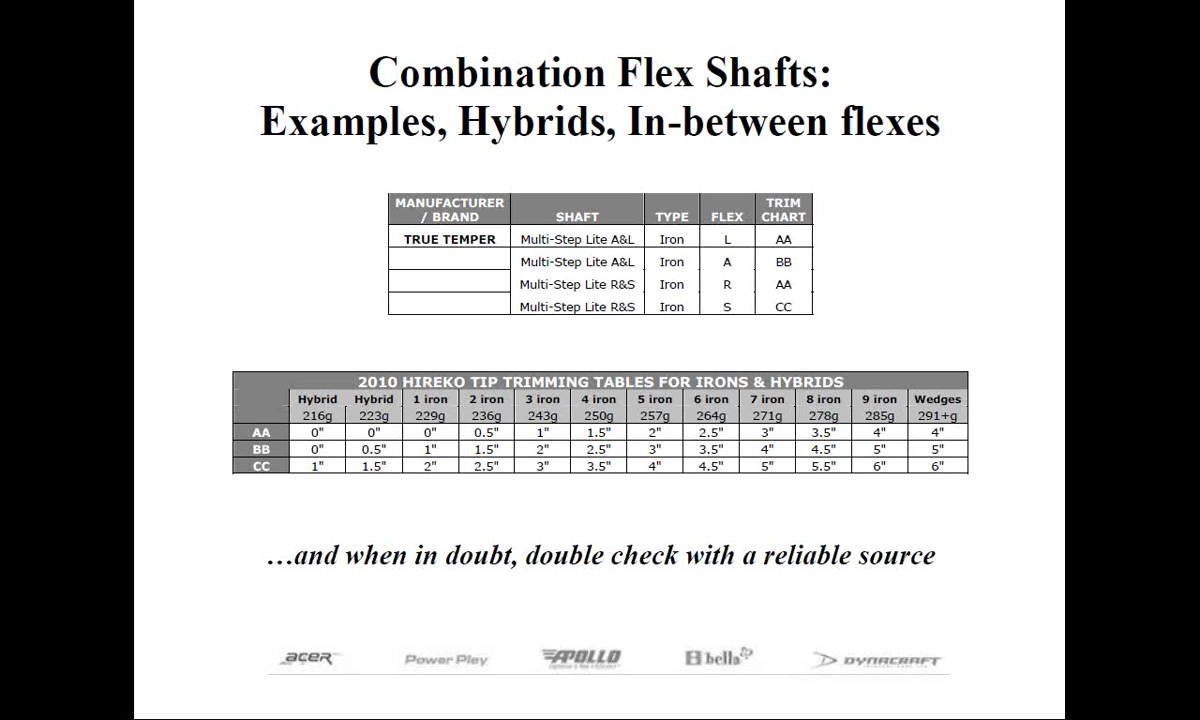 Combination Flex Shafts:
Examples, Hybrids, In-between flexes
MANUFACTURER / BRAND SHAFT TYPE FLEX TRIM CHART
TRUE TEMPER Multi-Step Lite A&L Iron L AA
Multi-Step Lite A&L Iron A BB
Multi-Step Lite R&S Iron R AA
Multi-Step Lite R&S Iron S CC
2010 HIREKO TIP TRIMMING TABLES FOR IRONS & HYBRIDS
Hybrid Hybrid 1 iron 2 iron 3 iron 4 iron 5 iron 6 iron 7 iron 8 iron 9 iron Wedges
216g 223g 229g 236g 243g 250g 257g 264g 271g 278g 285g 291+g
AA 0" 0" 0" 0.5" 1" 1.5" 2" 2.5" 3" 3.5" 4" 4"
BB 0" 0.5" 1" 1.5" 2" 2.5" 3" 3.5" 4" 4.5" 5" 5"
CC 1" 1.5" 2" 2.5" 3" 3.5" 4" 4.5" 5" 5.5" 6" 6"
…and when in doubt, double check with a reliable source
acer Power Play APOLLO bella DYNACRAFT